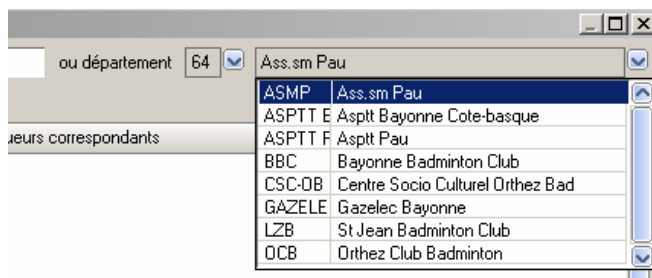 ou département 64 Ass.sm Pau
ASMP Ass.sm Pau
ASPTT Asptt Bayonne Cote-basque
ueurs correspondants ASPTT Asptt Pau
BBC Bayonne Badminton Club
CSC-OB Centre Socio Culturel Orthez Bad
GAZELE Gazelec Bayonne
LZB St Jean Badminton Club
OCB Orthez Club Badminton